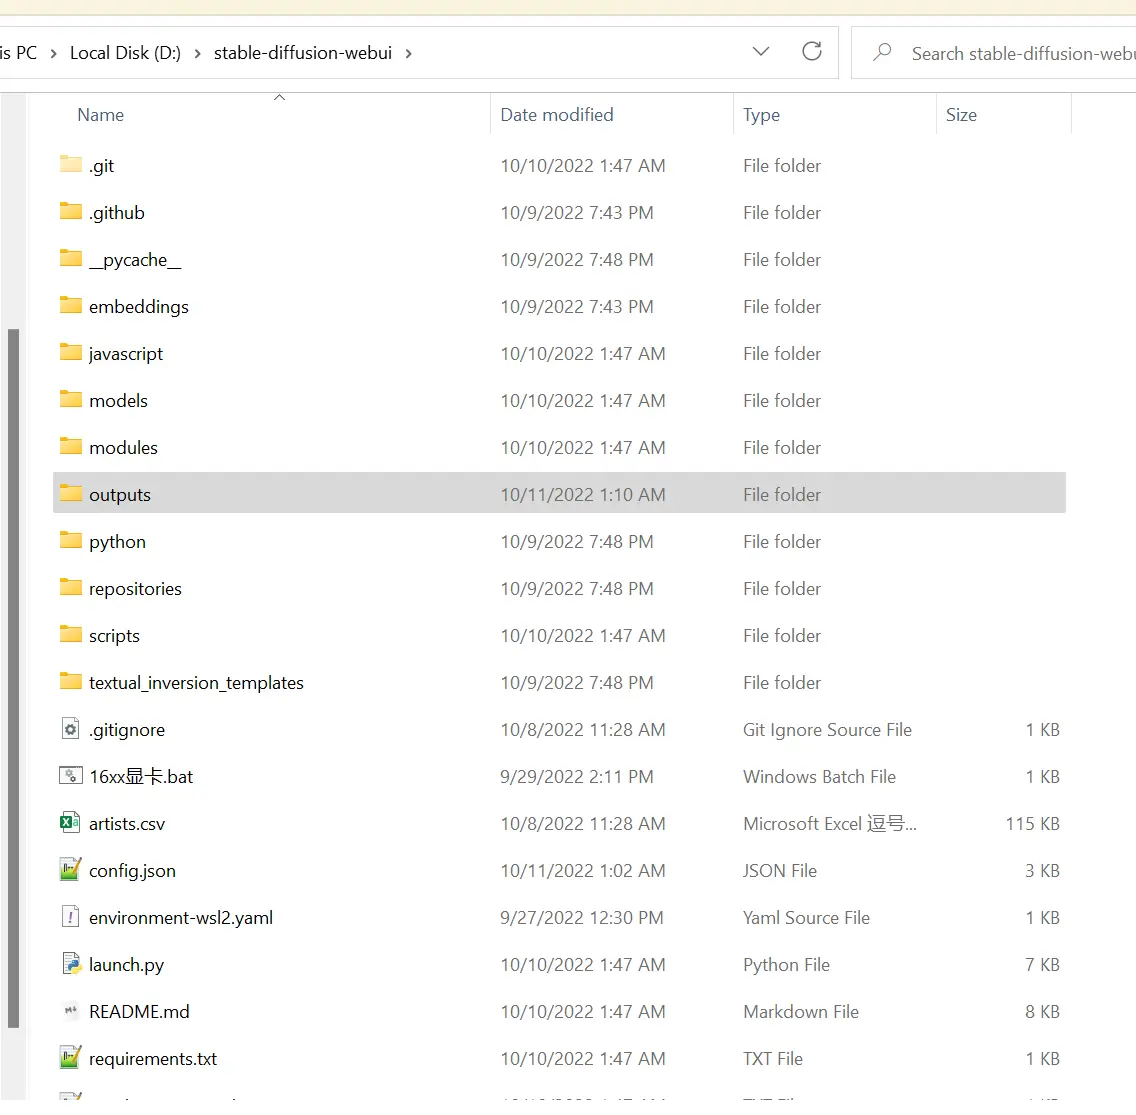 is PC > Local Disk (D:) > stable-diffusion-webui >
Search stable-diffusion-webu
Name Date modified Type Size
.git 10/10/2022 1:47 AM File folder
.github 10/9/2022 7:43 PM File folder
__pycache__ 10/9/2022 7:48 PM File folder
embeddings 10/9/2022 7:43 PM File folder
javascript 10/10/2022 1:47 AM File folder
models 10/10/2022 1:47 AM File folder
modules 10/10/2022 1:47 AM File folder
outputs 10/11/2022 1:10 AM File folder
python 10/9/2022 7:48 PM File folder
repositories 10/9/2022 7:48 PM File folder
scripts 10/10/2022 1:47 AM File folder
textual_inversion_templates 10/9/2022 7:48 PM File folder
.gitignore 10/8/2022 11:28 AM Git Ignore Source File 1 KB
16xx显卡.bat 9/29/2022 2:11 PM Windows Batch File 1 KB
artists.csv 10/8/2022 11:28 AM Microsoft Excel 逗号... 115 KB
config.json 10/11/2022 1:02 AM JSON File 3 KB
environment-wsl2.yaml 9/27/2022 12:30 PM Yaml Source File 1 KB
launch.py 10/10/2022 1:47 AM Python File 7 KB
README.md 10/10/2022 1:47 AM Markdown File 8 KB
requirements.txt 10/10/2022 1:47 AM TXT File 1 KB